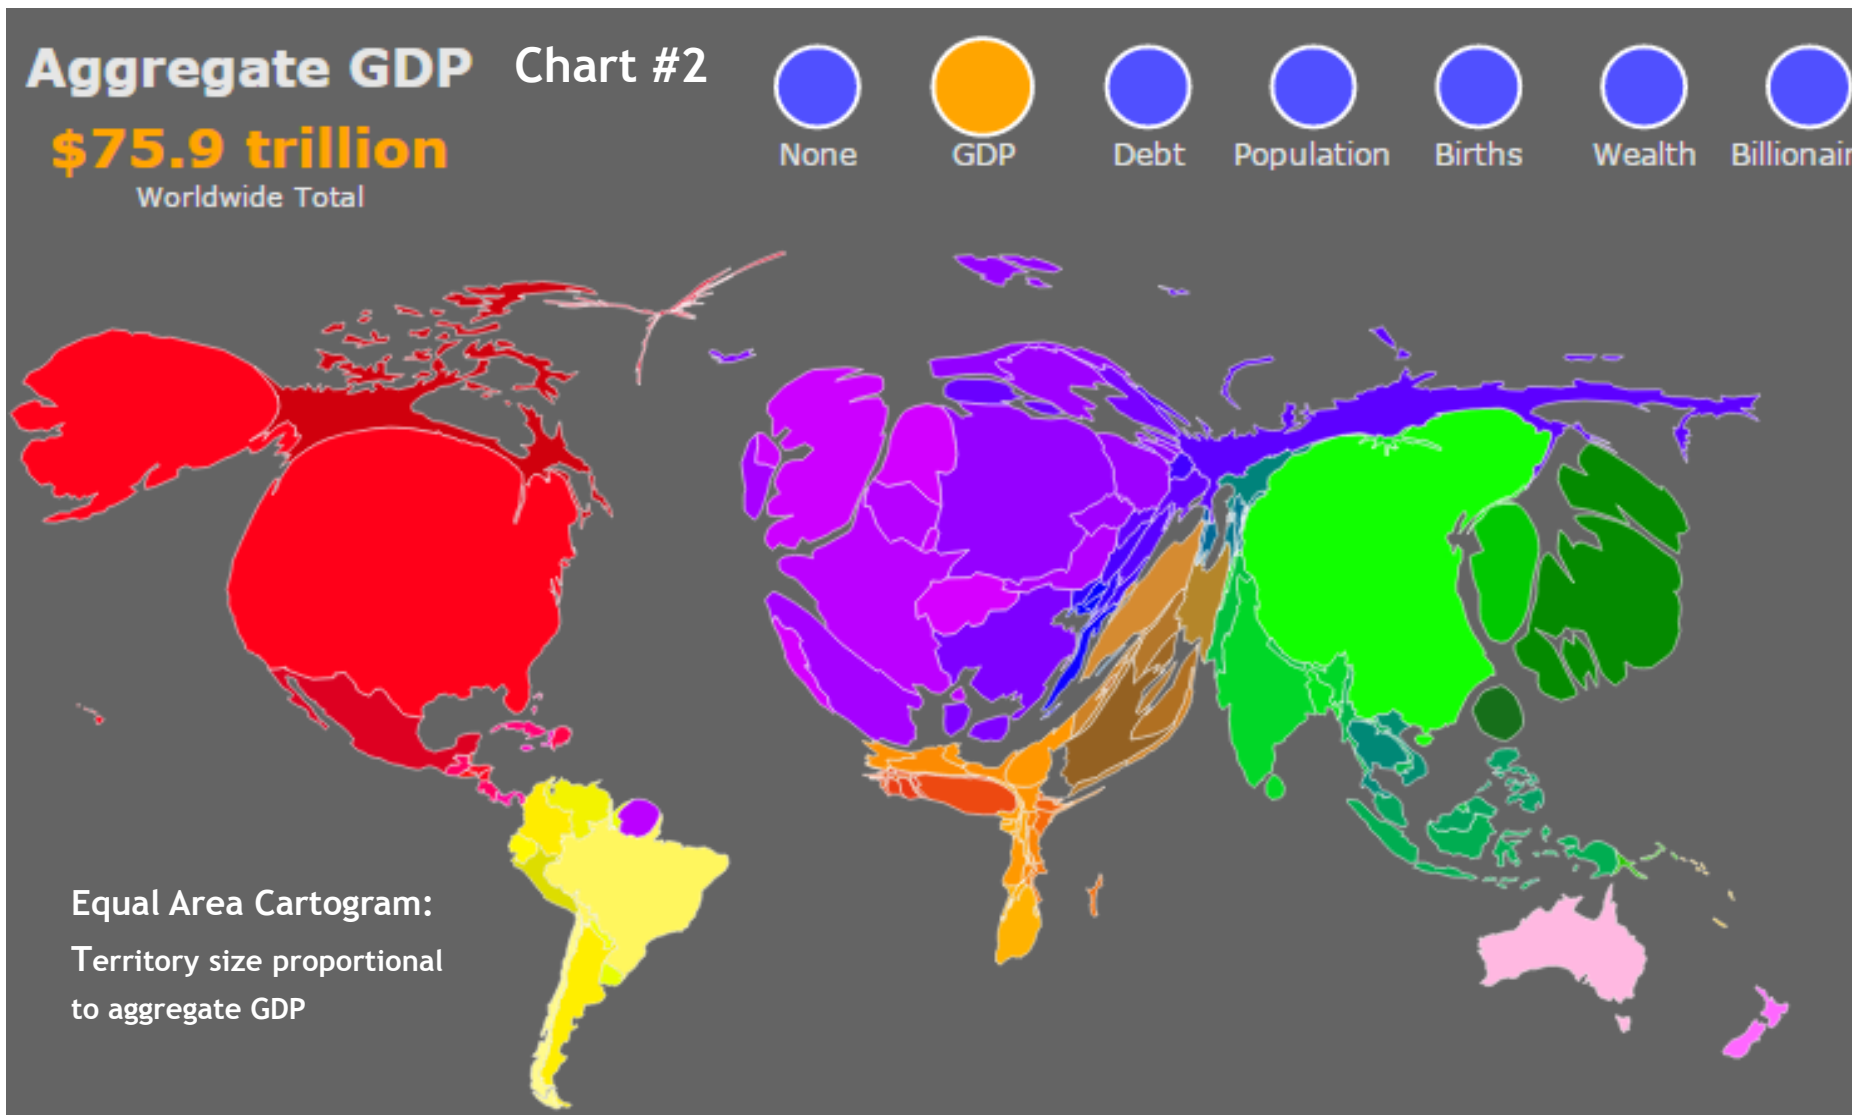 Aggregate GDP Chart #2
$75.9 trillion
Worldwide Total
None GDP Debt Population Births Wealth Billionair
Equal Area Cartogram:
Territory size proportional
to aggregate GDP